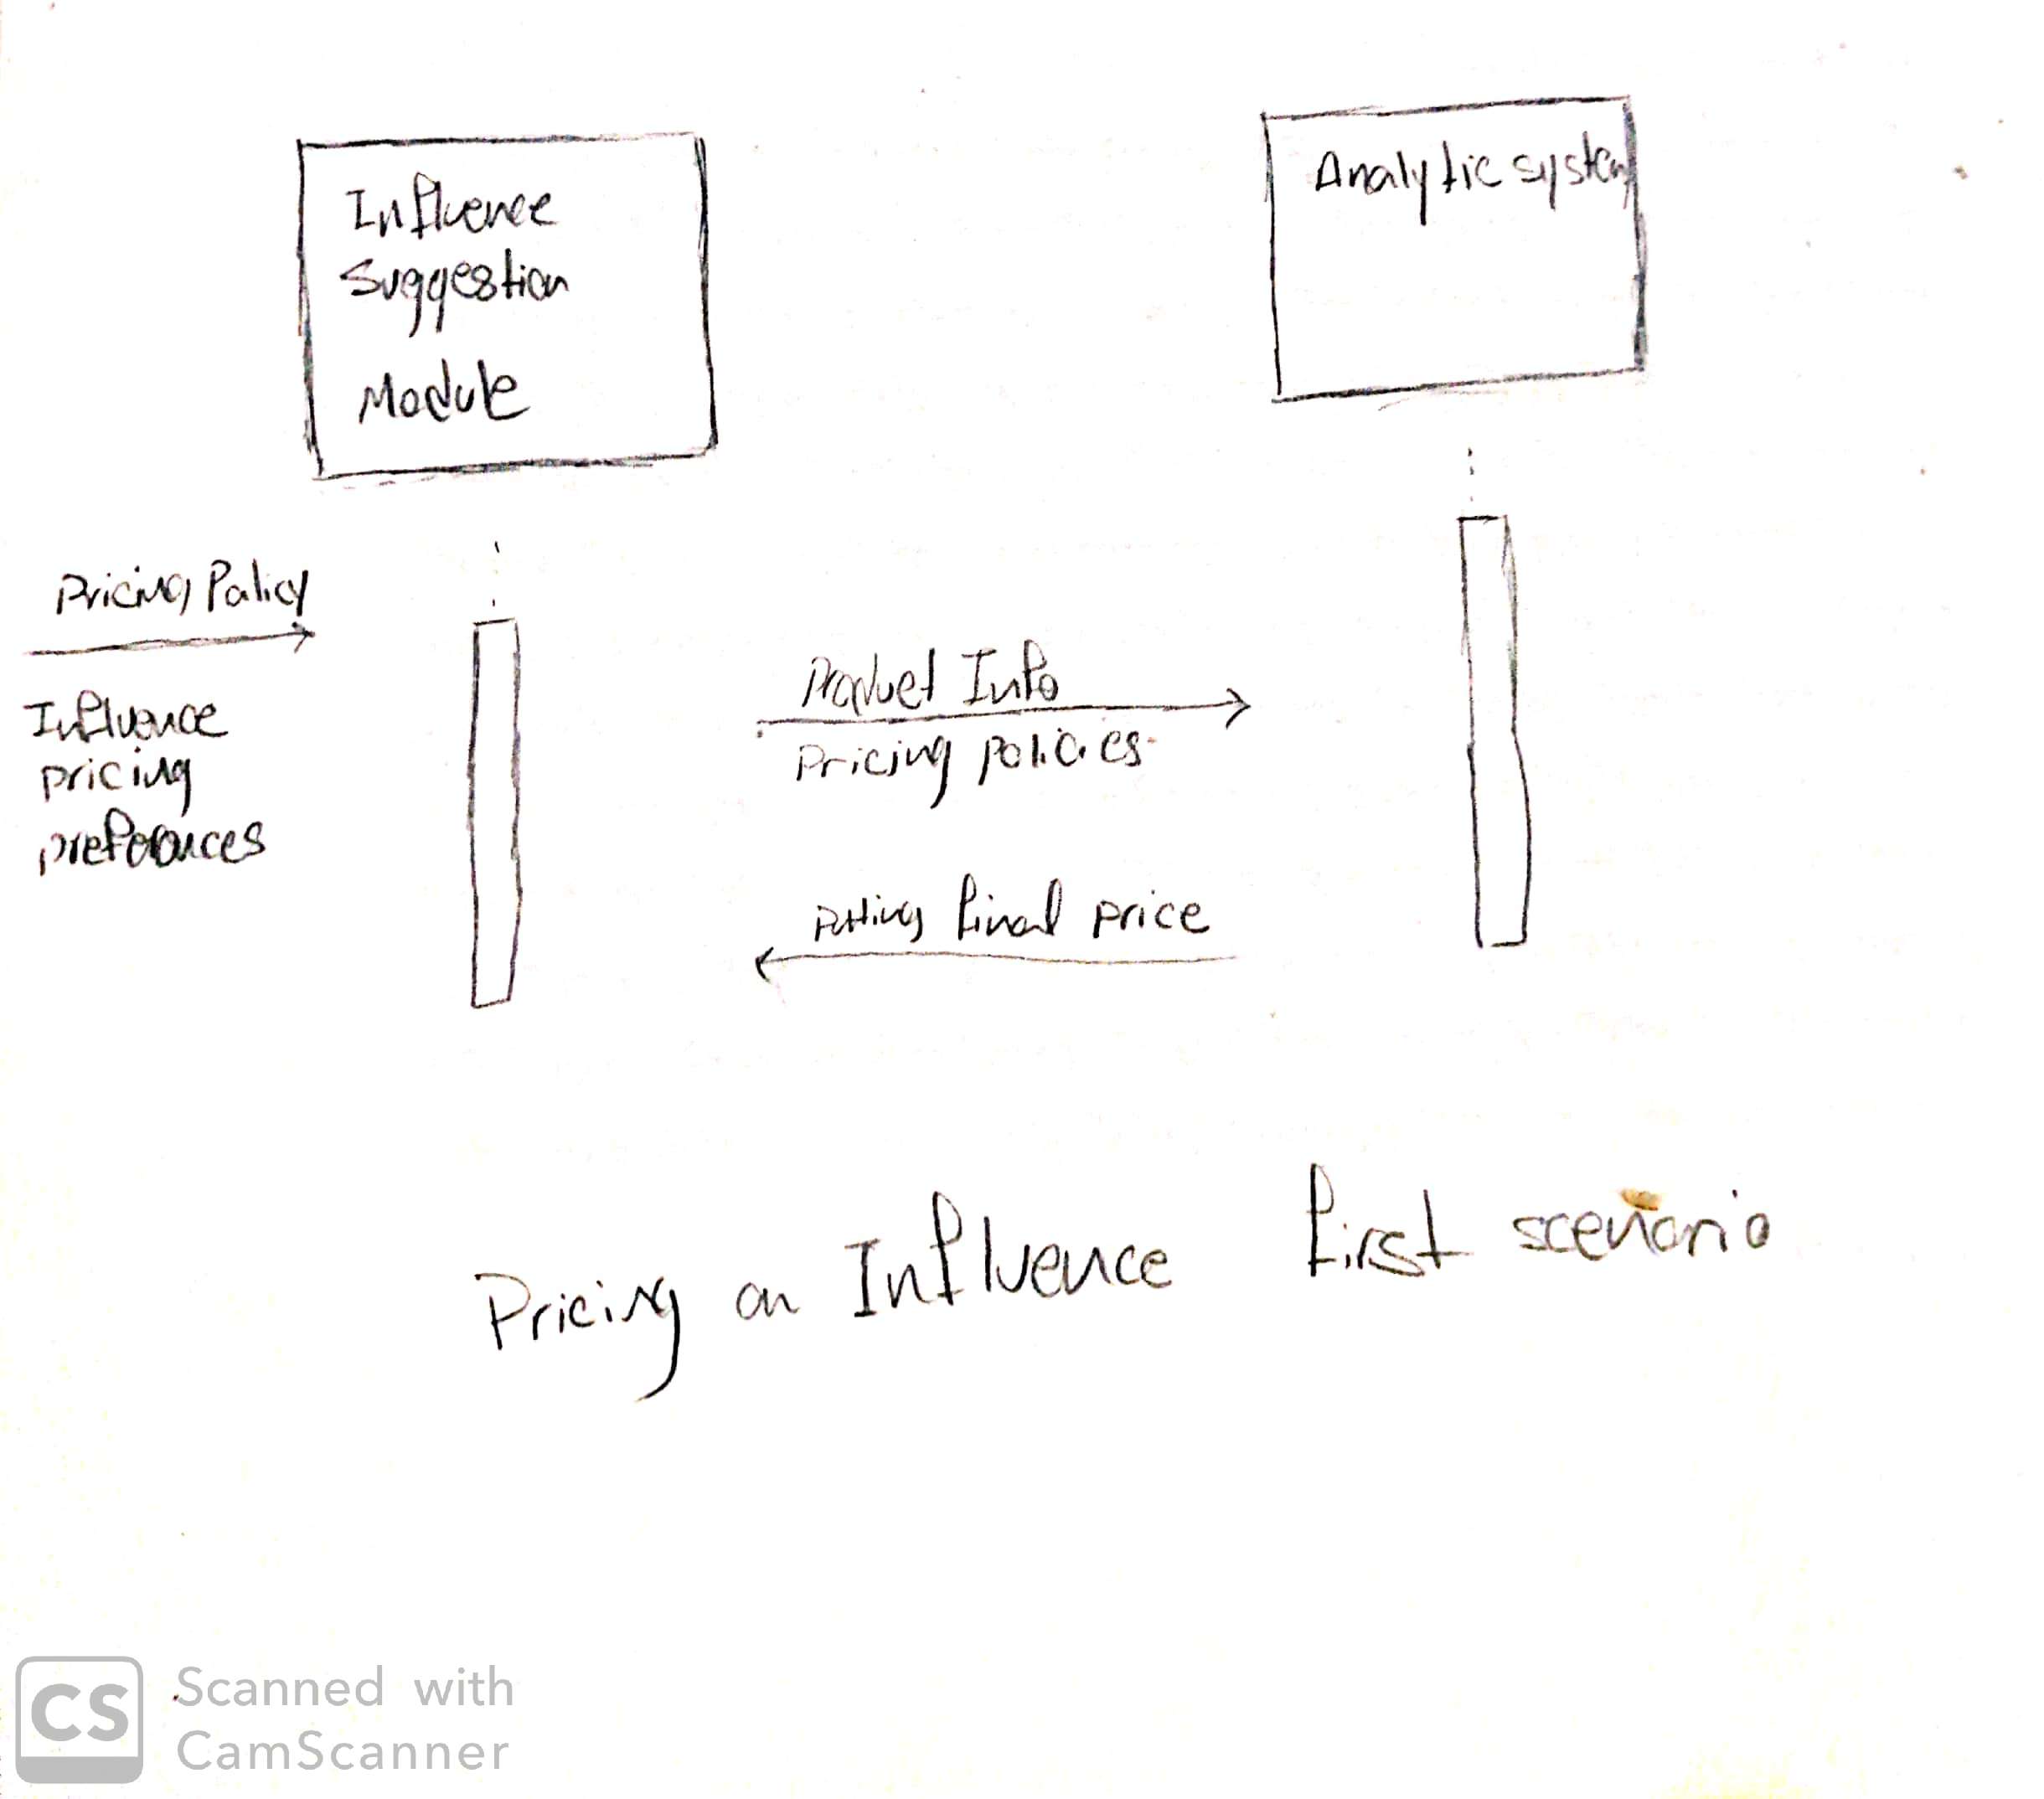 Influence
Suggestion
Module
Analytic system
Pricing Policy
Influence
pricing
preferences
Product Info
Pricing policies
Putting final price
Pricing on Influence first scenario
CS
Scanned with
CamScanner